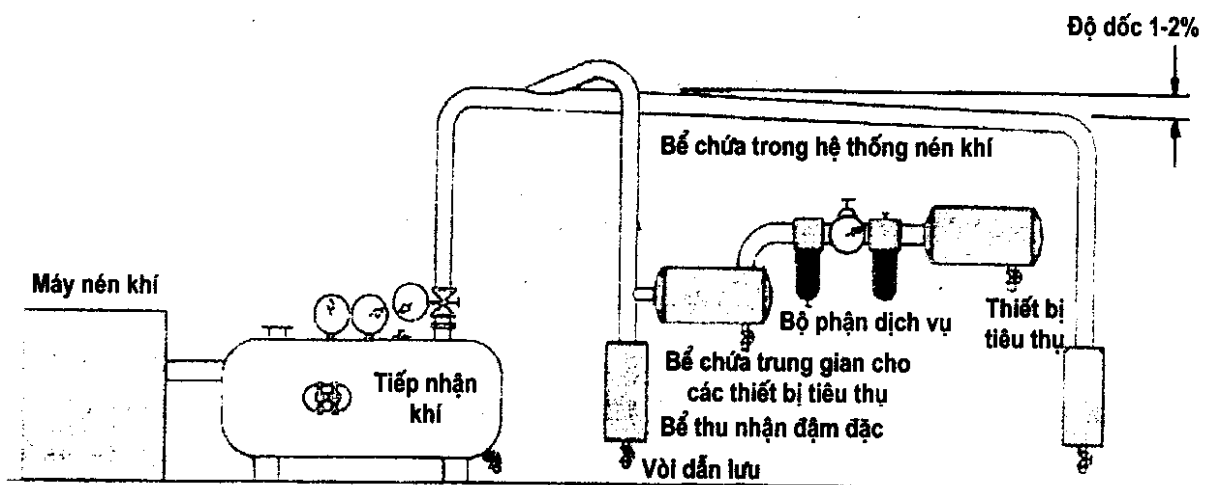 Độ dốc 1-2%
Bể chứa trong hệ thống nén khí
Máy nén khí
Tiếp nhận
khí
Bộ phận dịch vụ
Thiết bị
tiêu thụ
Bể chứa trung gian cho
các thiết bị tiêu thụ
Bể thu nhận đậm đặc
Vòi dẫn lưu